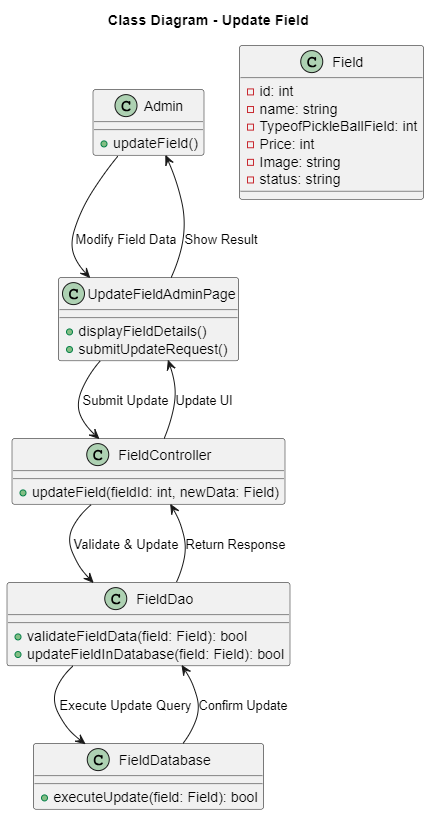 Class Diagram - Update Field
C Field
id: int
name: string
TypeofPickleBallField: int
Price: int
Image: string
status: string
C Admin
updateField()
Modify Field Data
Show Result
C UpdateFieldAdminPage
displayFieldDetails()
submitUpdateRequest()
Submit Update
Update UI
C FieldController
updateField(fieldId: int, newData: Field)
Validate & Update
Return Response
C FieldDao
validateFieldData(field: Field): bool
updateFieldInDatabase(field: Field): bool
Execute Update Query
Confirm Update
C FieldDatabase
executeUpdate(field: Field): bool